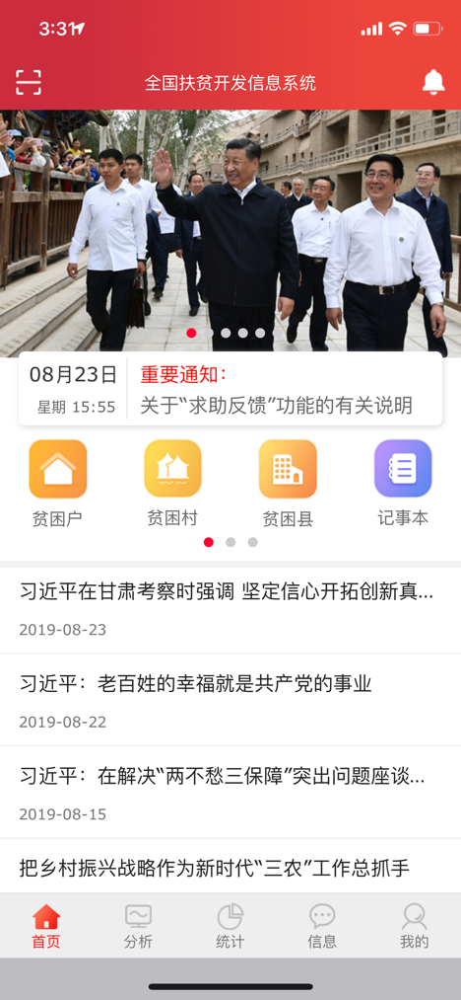 3:31
全国扶贫开发信息系统
08月23日
重要通知：
星期 15:55
关于“求助反馈”功能的有关说明
贫困户
贫困村
贫困县
记事本
习近平在甘肃考察时强调 坚定信心开拓创新真...
2019-08-23
习近平：老百姓的幸福就是共产党的事业
2019-08-22
习近平：在解决“两不愁三保障”突出问题座谈...
2019-08-15
把乡村振兴战略作为新时代“三农”工作总抓手
首页
分析
统计
信息
我的